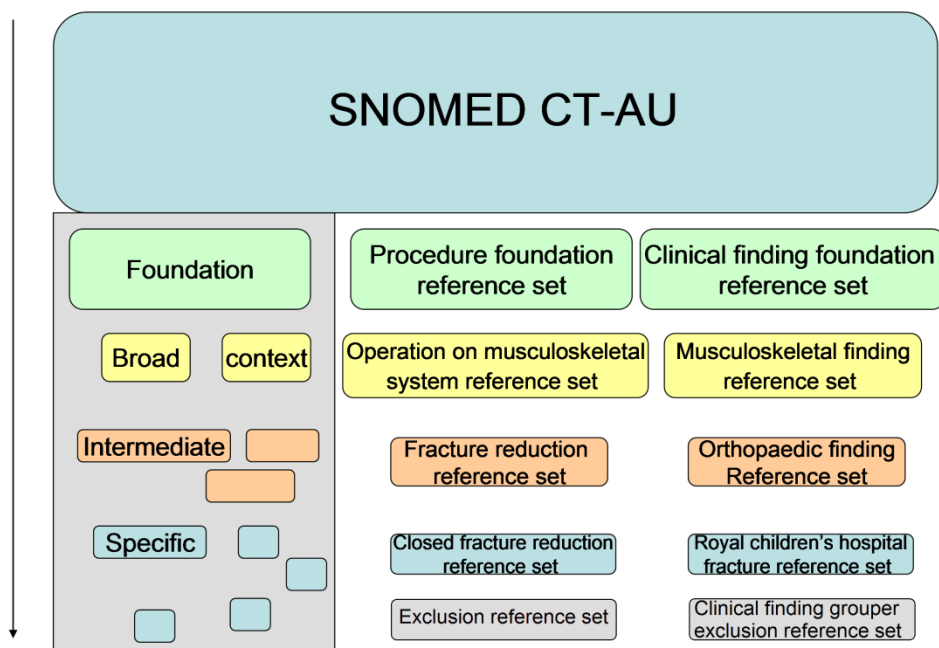 SNOMED CT-AU
Foundation
Procedure foundation
reference set
Clinical finding foundation
reference set
Broad
context
Operation on musculoskeletal
system reference set
Musculoskeletal finding
reference set
Intermediate
Fracture reduction
reference set
Orthopaedic finding
Reference set
Specific
Closed fracture reduction
reference set
Royal children's hospital
fracture reference set
Exclusion reference set
Clinical finding grouper
exclusion reference set